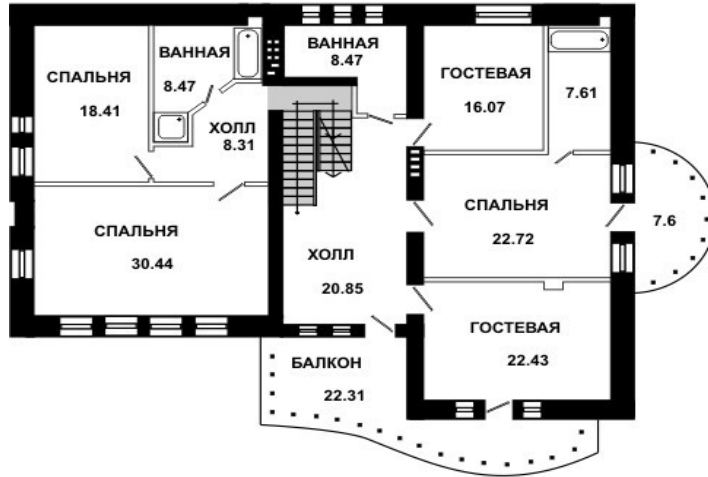 ВАННАЯ
8.47
СПАЛЬНЯ
18.41
ХОЛЛ
8.31
СПАЛЬНЯ
30.44
ВАННАЯ
8.47
ГОСТЕВАЯ
16.07
7.61
СПАЛЬНЯ
22.72
7.6
ХОЛЛ
20.85
ГОСТЕВАЯ
22.43
БАЛКОН
22.31